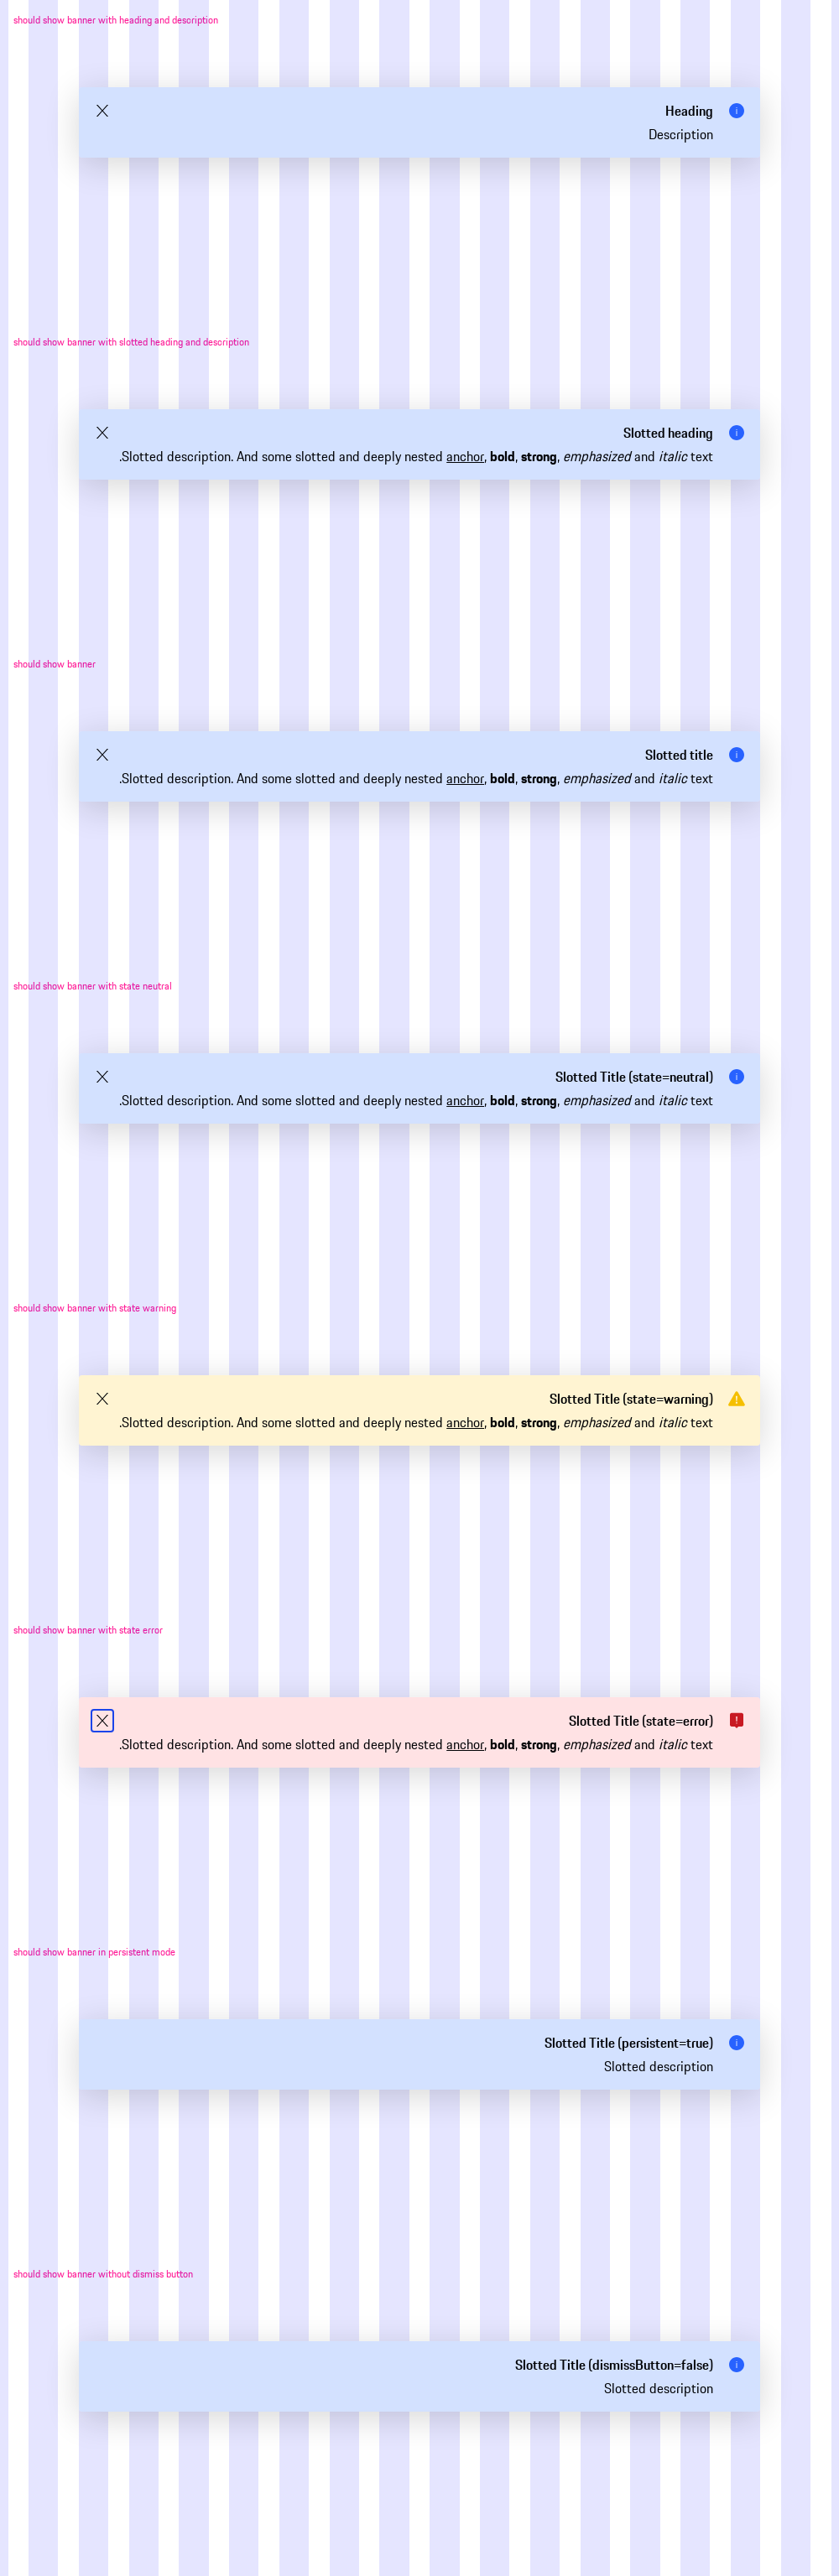 should show banner with heading and description
Heading
Description
should show banner with slotted heading and description
Slotted heading
.Slotted description. And some slotted and deeply nested anchor, bold, strong, emphasized and italic text
should show banner
Slotted title
.Slotted description. And some slotted and deeply nested anchor, bold, strong, emphasized and italic text
should show banner with state neutral
Slotted Title (state=neutral)
.Slotted description. And some slotted and deeply nested anchor, bold, strong, emphasized and italic text
should show banner with state warning
Slotted Title (state=warning)
.Slotted description. And some slotted and deeply nested anchor, bold, strong, emphasized and italic text
should show banner with state error
Slotted Title (state=error)
.Slotted description. And some slotted and deeply nested anchor, bold, strong, emphasized and italic text
should show banner in persistent mode
Slotted Title (persistent=true)
Slotted description
should show banner without dismiss button
Slotted Title (dismissButton=false)
Slotted description